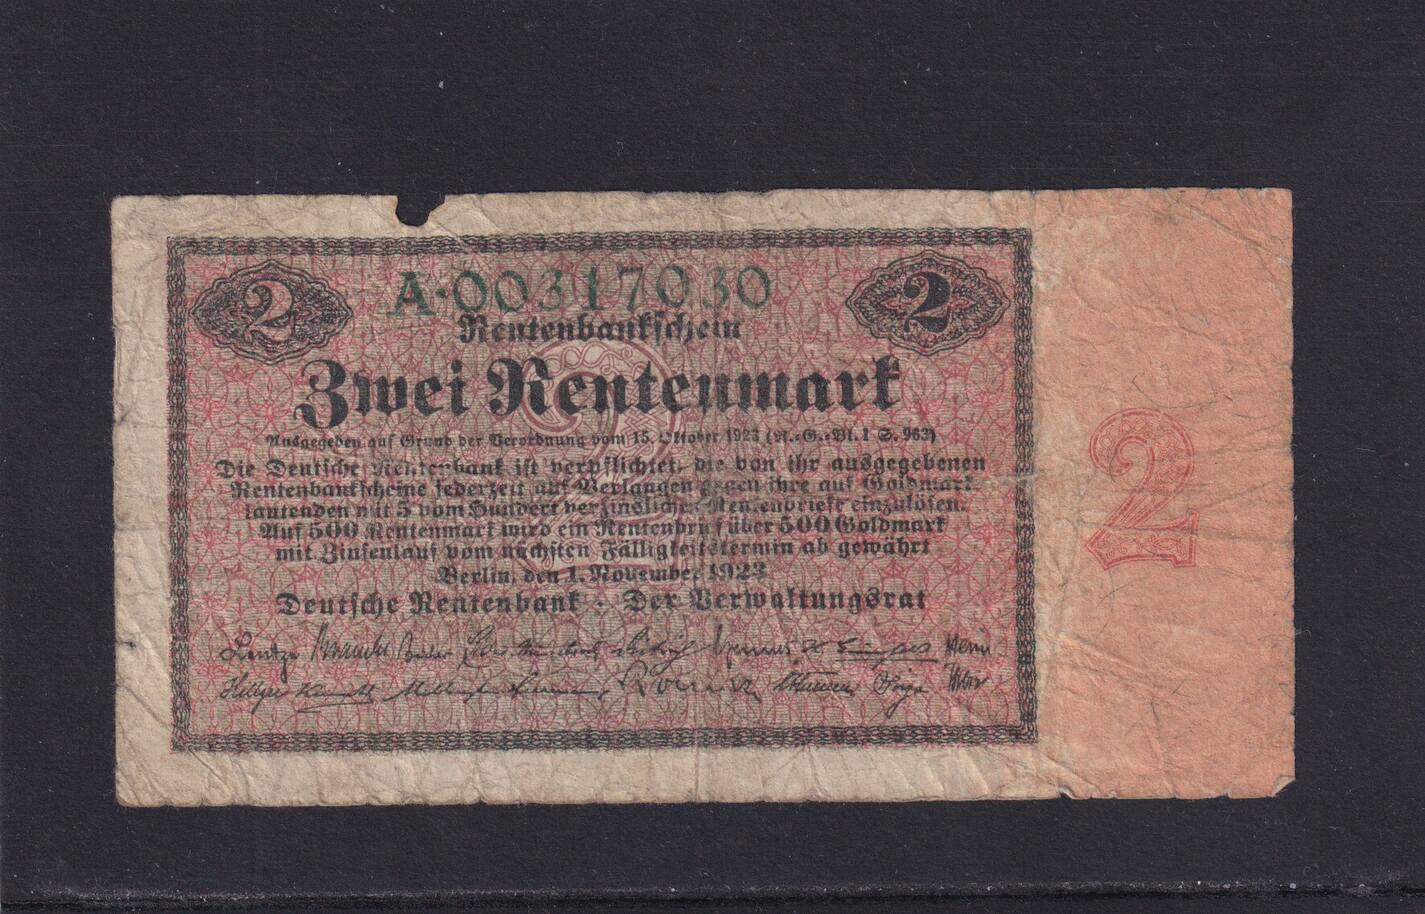 2 A·00317030 2
Rentenbankschein
Zwei Rentenmark
Ausgegeben auf Grund der Verordnung vom 15. Oktober 1923 (R.-G.-Bl. I S. 963)
Die Deutsche Rentenbank ist verpflichtet, die von ihr ausgegebenen
Rentenbankscheine jederzeit auf Verlangen gegen ihre auf Goldmark
lautenden mit 5 vom Hundert verzinslichen Rentenbriefe einzulösen.
Auf 500 Rentenmark wird ein Rentenbrief über 500 Goldmark
mit Zinsenlauf vom nächsten Fälligkeitstermin ab gewährt
Berlin, den 1. November 1923
Deutsche Rentenbank · Der Verwaltungsrat
Lentze
2
2